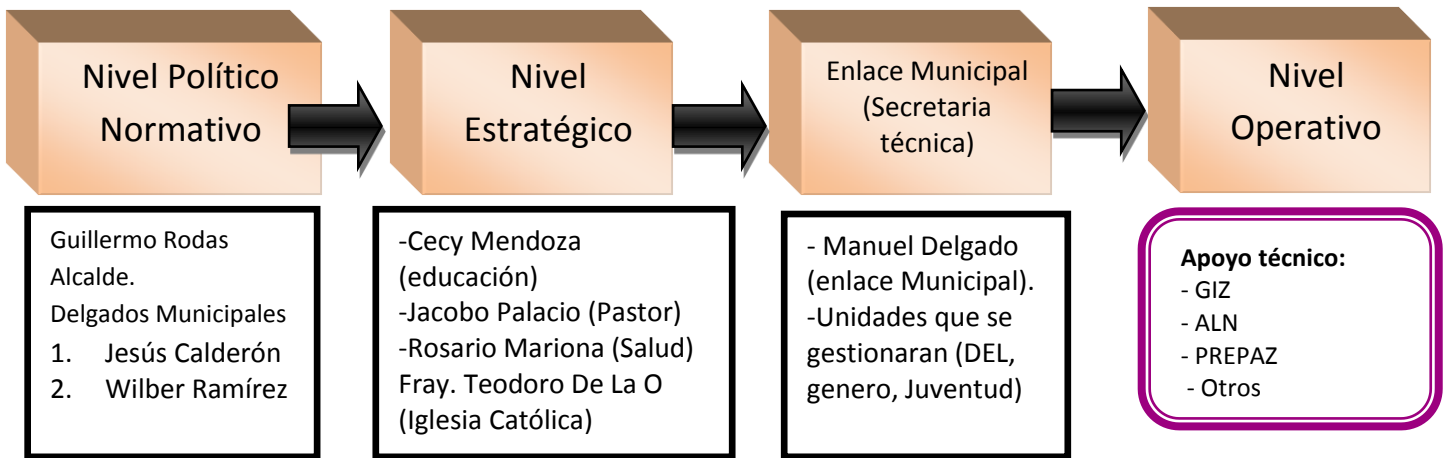 Nivel Político
Normativo
Nivel
Estratégico
Enlace Municipal
(Secretaria
técnica)
Nivel
Operativo
Guillermo Rodas
Alcalde.
Delgados Municipales
1. Jesús Calderón
2. Wilber Ramírez
-Cecy Mendoza
(educación)
-Jacobo Palacio (Pastor)
-Rosario Mariona (Salud)
Fray. Teodoro De La O
(Iglesia Católica)
- Manuel Delgado
(enlace Municipal).
-Unidades que se
gestionaran (DEL,
genero, Juventud)
Apoyo técnico:
- GIZ
- ALN
- PREPAZ
- Otros